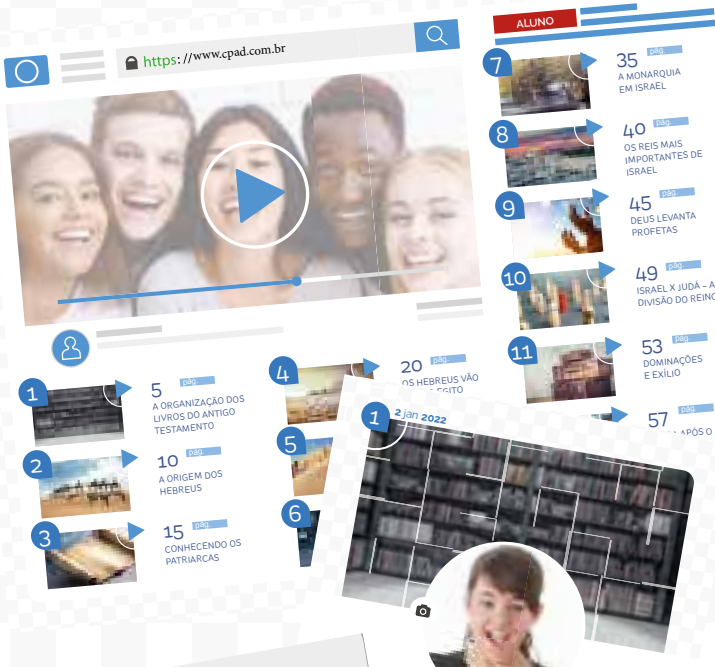 https://www.cpad.com.br
ALUNO
1
5 pág.
A ORGANIZAÇÃO DOS
LIVROS DO ANTIGO
TESTAMENTO
2
10 pág.
A ORIGEM DOS
HEBREUS
3
15 pág.
CONHECENDO OS
PATRIARCAS
4
20 pág.
OS HEBREUS VÃO
EGITO
5
6
7
35 pág.
A MONARQUIA
EM ISRAEL
8
40 pág.
OS REIS MAIS
IMPORTANTES DE
ISRAEL
9
45 pág.
DEUS LEVANTA
PROFETAS
10
49 pág.
ISRAEL X JUDÁ – A
DIVISÃO DO REINO
11
53 pág.
DOMINAÇÕES
E EXÍLIO
57 pág.
APÓS O
1
2 jan 2022